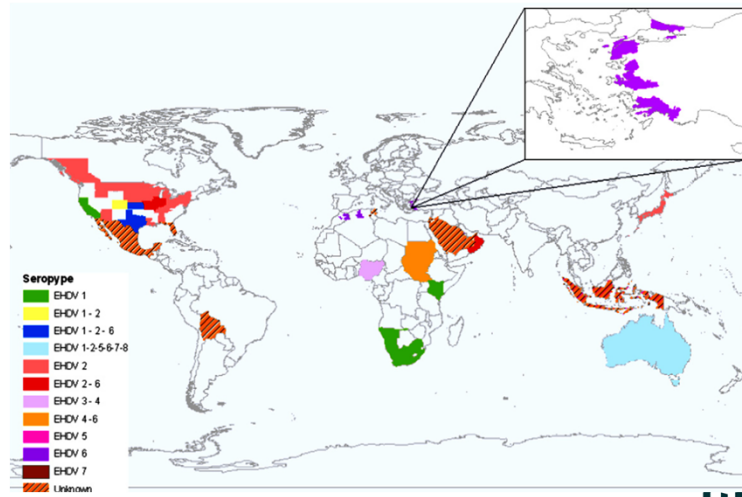 Seropype
EHDV 1
EHDV 1 - 2
EHDV 1 - 2 - 6
EHDV 1-2-5-6-7-8
EHDV 2
EHDV 2 - 6
EHDV 3 - 4
EHDV 4 - 6
EHDV 5
EHDV 6
EHDV 7
Unknown